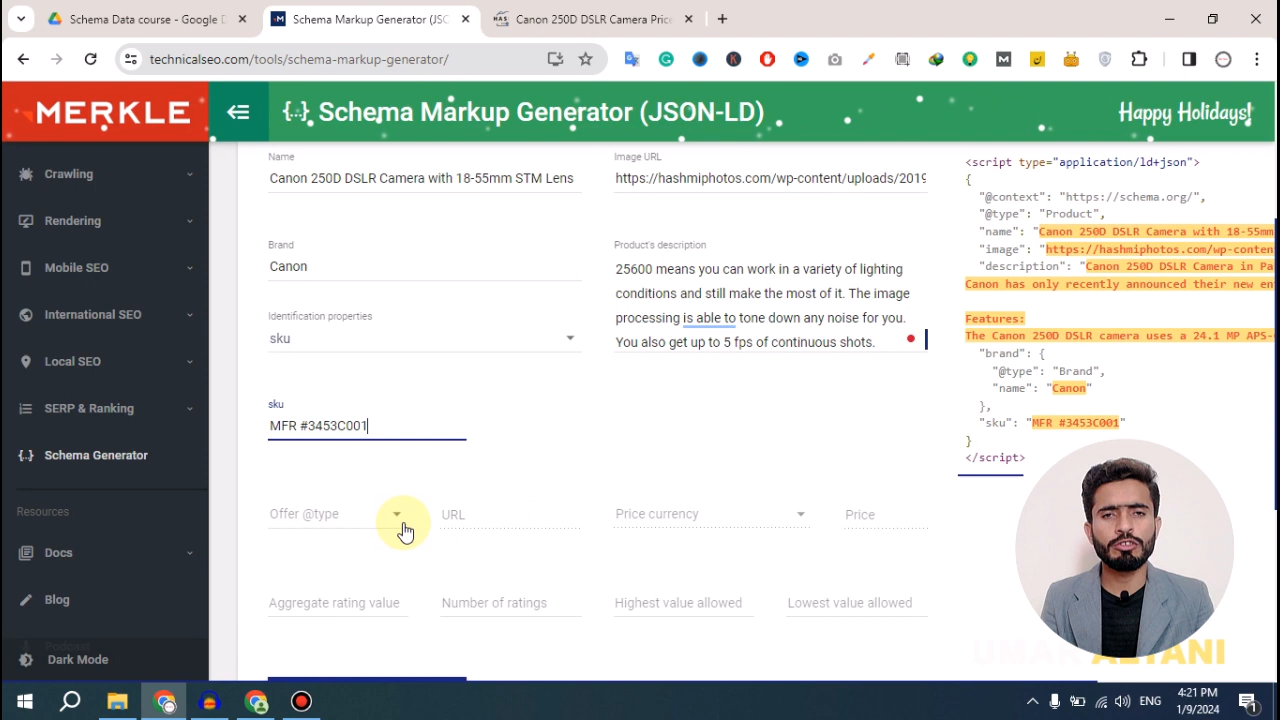 Schema Data course - Google D
Schema Markup Generator (JSC
Canon 250D DSLR Camera Price
technicalseo.com/tools/schema-markup-generator/
MERKLE
{..} Schema Markup Generator (JSON-LD)
Happy Holidays!
Crawling
Rendering
Mobile SEO
International SEO
Local SEO
SERP & Ranking
{..} Schema Generator
Resources
Docs
Blog
Podcast
Dark Mode
Name
Canon 250D DSLR Camera with 18-55mm STM Lens
Image URL
https://hashmiphotos.com/wp-content/uploads/2019
Brand
Canon
Product's description
25600 means you can work in a variety of lighting
conditions and still make the most of it. The image
processing is able to tone down any noise for you.
You also get up to 5 fps of continuous shots.
Identification properties
sku
sku
MFR #3453C001
Offer @type
URL
Price currency
Price
Aggregate rating value
Number of ratings
Highest value allowed
Lowest value allowed
<script type="application/ld+json">
{
"@context": "https://schema.org/",
"@type": "Product",
"name": "Canon 250D DSLR Camera with 18-55mm
"image": "https://hashmiphotos.com/wp-conten
"description": "Canon 250D DSLR Camera in Pa
Canon has only recently announced their new en
Features:
The Canon 250D DSLR camera uses a 24.1 MP APS-
"brand": {
"@type": "Brand",
"name": "Canon"
},
"sku": "MFR #3453C001"
}
</script>
UMAR ALTANI
ENG
4:21 PM
1/9/2024
1